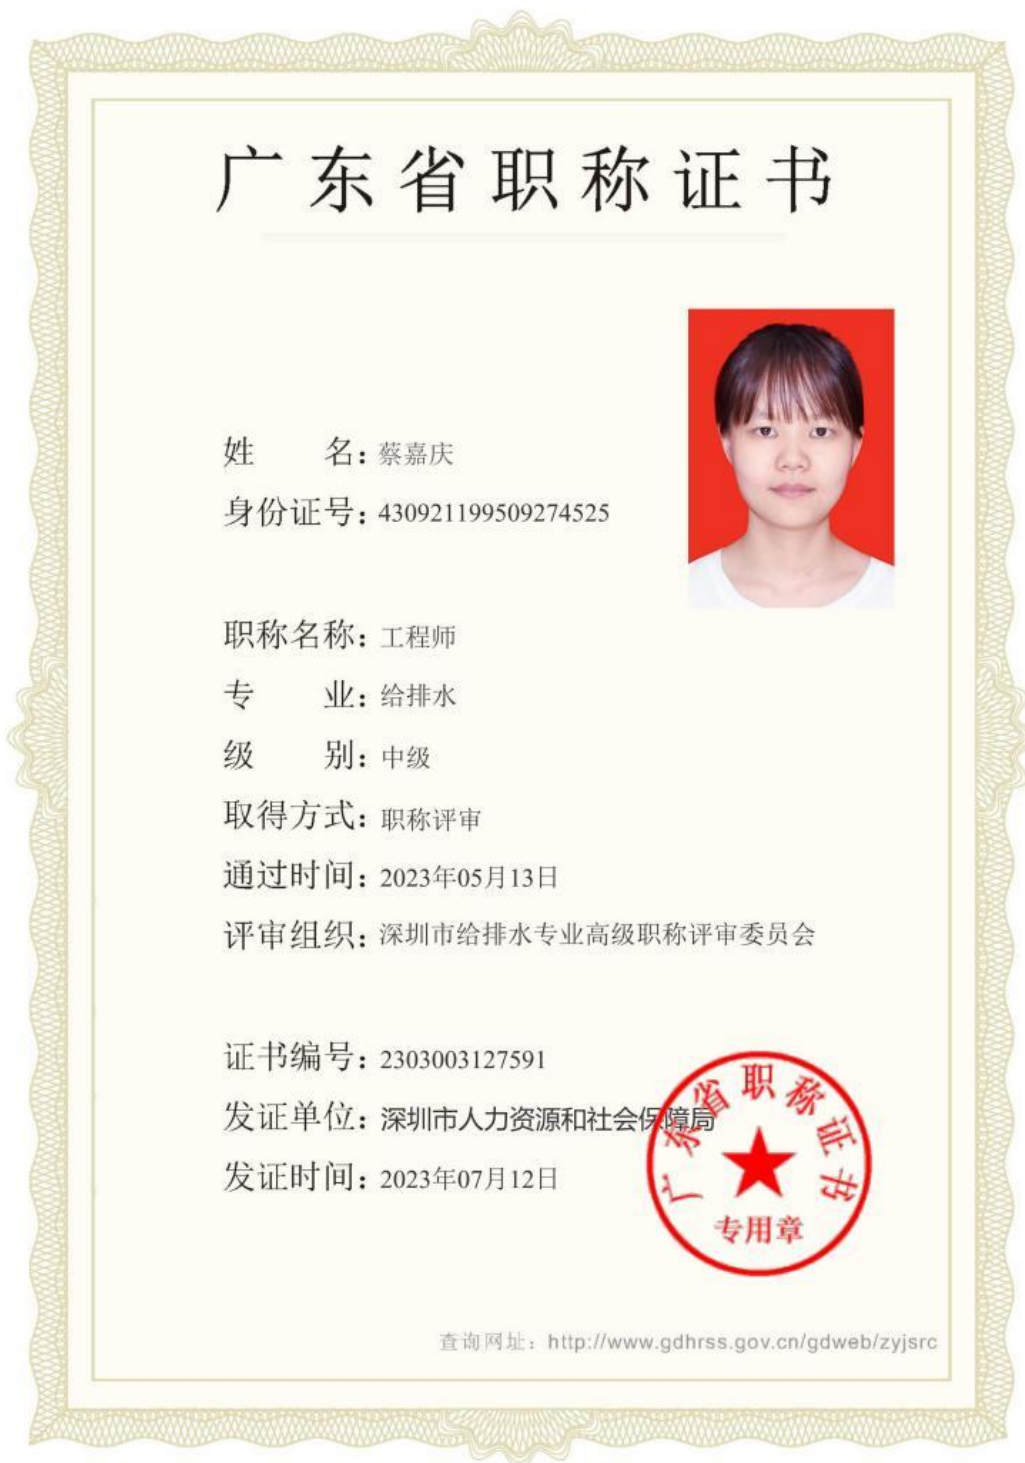 广东省职称证书
姓 名：蔡嘉庆
身份证号：430921199509274525
职称名称：工程师
专 业：给排水
级 别：中级
取得方式：职称评审
通过时间：2023年05月13日
评审组织：深圳市给排水专业高级职称评审委员会
证书编号：2303003127591
发证单位：深圳市人力资源和社会保障局
发证时间：2023年07月12日
广东省职称证书
专用章
查询网址：http://www.gdhrss.gov.cn/gdweb/zyjsrc